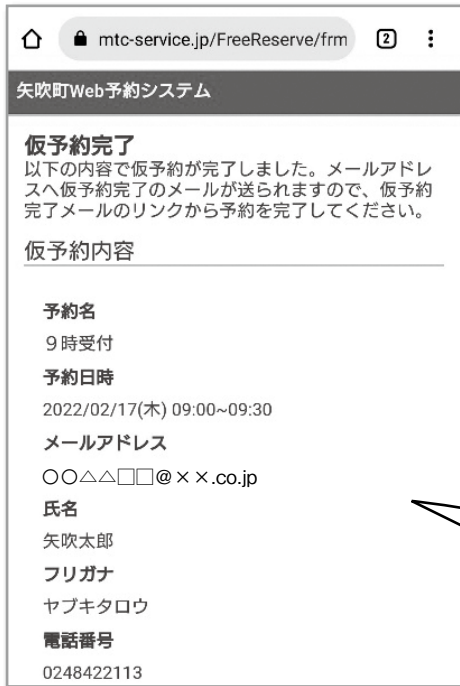 mtc-service.jp/FreeReserve/frm 2
矢吹町Web予約システム
仮予約完了
以下の内容で仮予約が完了しました。メールアドレ
スへ仮予約完了のメールが送られますので、仮予約
完了メールのリンクから予約を完了してください。
仮予約内容
予約名
９時受付
予約日時
2022/02/17(木) 09:00~09:30
メールアドレス
〇〇△△□□@××.co.jp
氏名
矢吹太郎
フリガナ
ヤブキタロウ
電話番号
0248422113